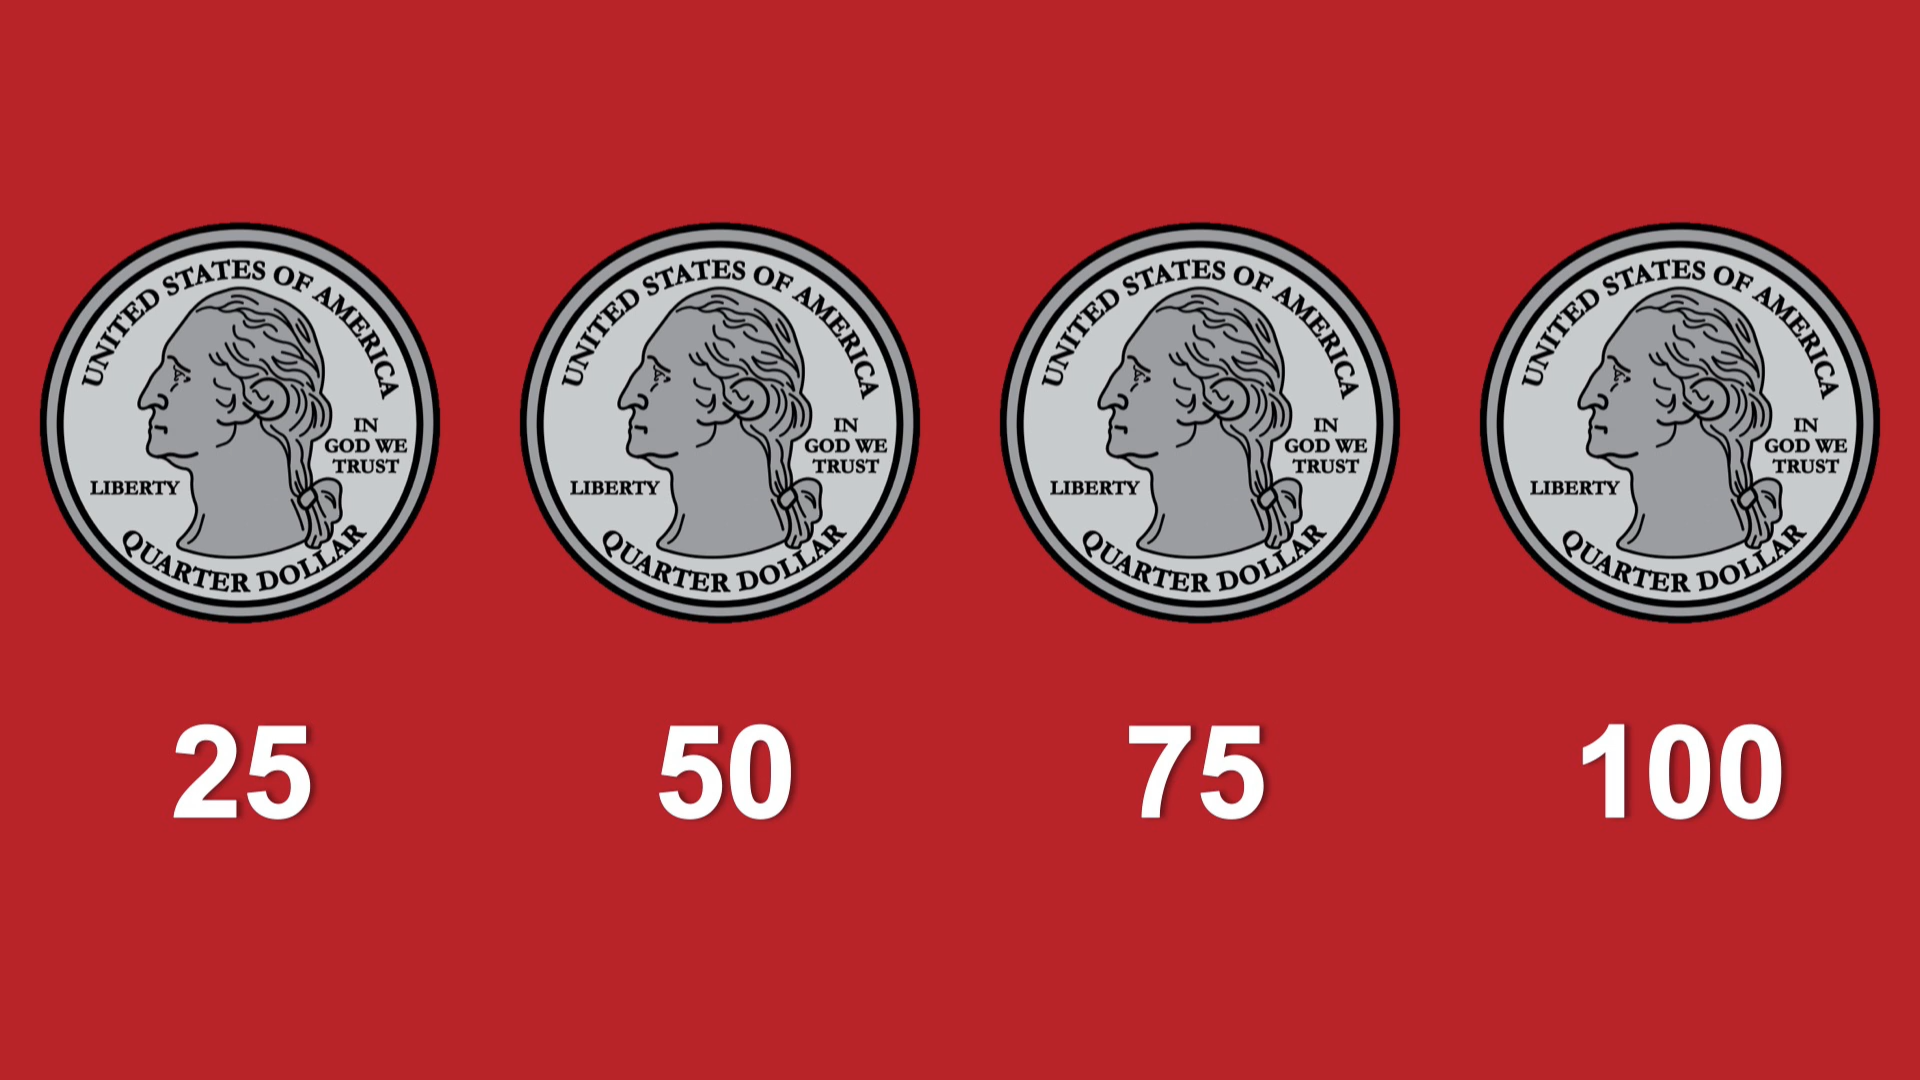 UNITED STATES OF AMERICA
IN
GOD WE
TRUST
LIBERTY
QUARTER DOLLAR
UNITED STATES OF AMERICA
IN
GOD WE
TRUST
LIBERTY
QUARTER DOLLAR
UNITED STATES OF AMERICA
IN
GOD WE
TRUST
LIBERTY
QUARTER DOLLAR
UNITED STATES OF AMERICA
IN
GOD WE
TRUST
LIBERTY
QUARTER DOLLAR
25 50 75 100